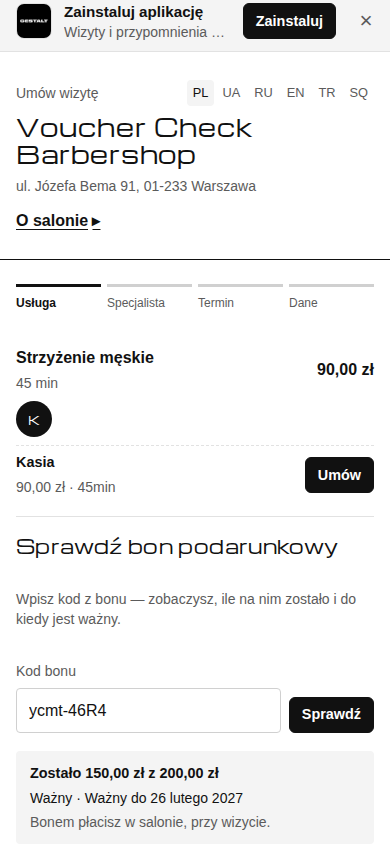 GESTALT
Zainstaluj aplikację
Wizyty i przypomnienia …
Zainstaluj
×
Umów wizytę
PL UA RU EN TR SQ
Voucher Check
Barbershop
ul. Józefa Bema 91, 01-233 Warszawa
O salonie ▸
Usługa Specjalista Termin Dane
Strzyżenie męskie
90,00 zł
45 min
K
Kasia
90,00 zł · 45min
Umów
Sprawdź bon podarunkowy
Wpisz kod z bonu — zobaczysz, ile na nim zostało i do
kiedy jest ważny.
Kod bonu
ycmt-46R4
Sprawdź
Zostało 150,00 zł z 200,00 zł
Ważny · Ważny do 26 lutego 2027
Bonem płacisz w salonie, przy wizycie.